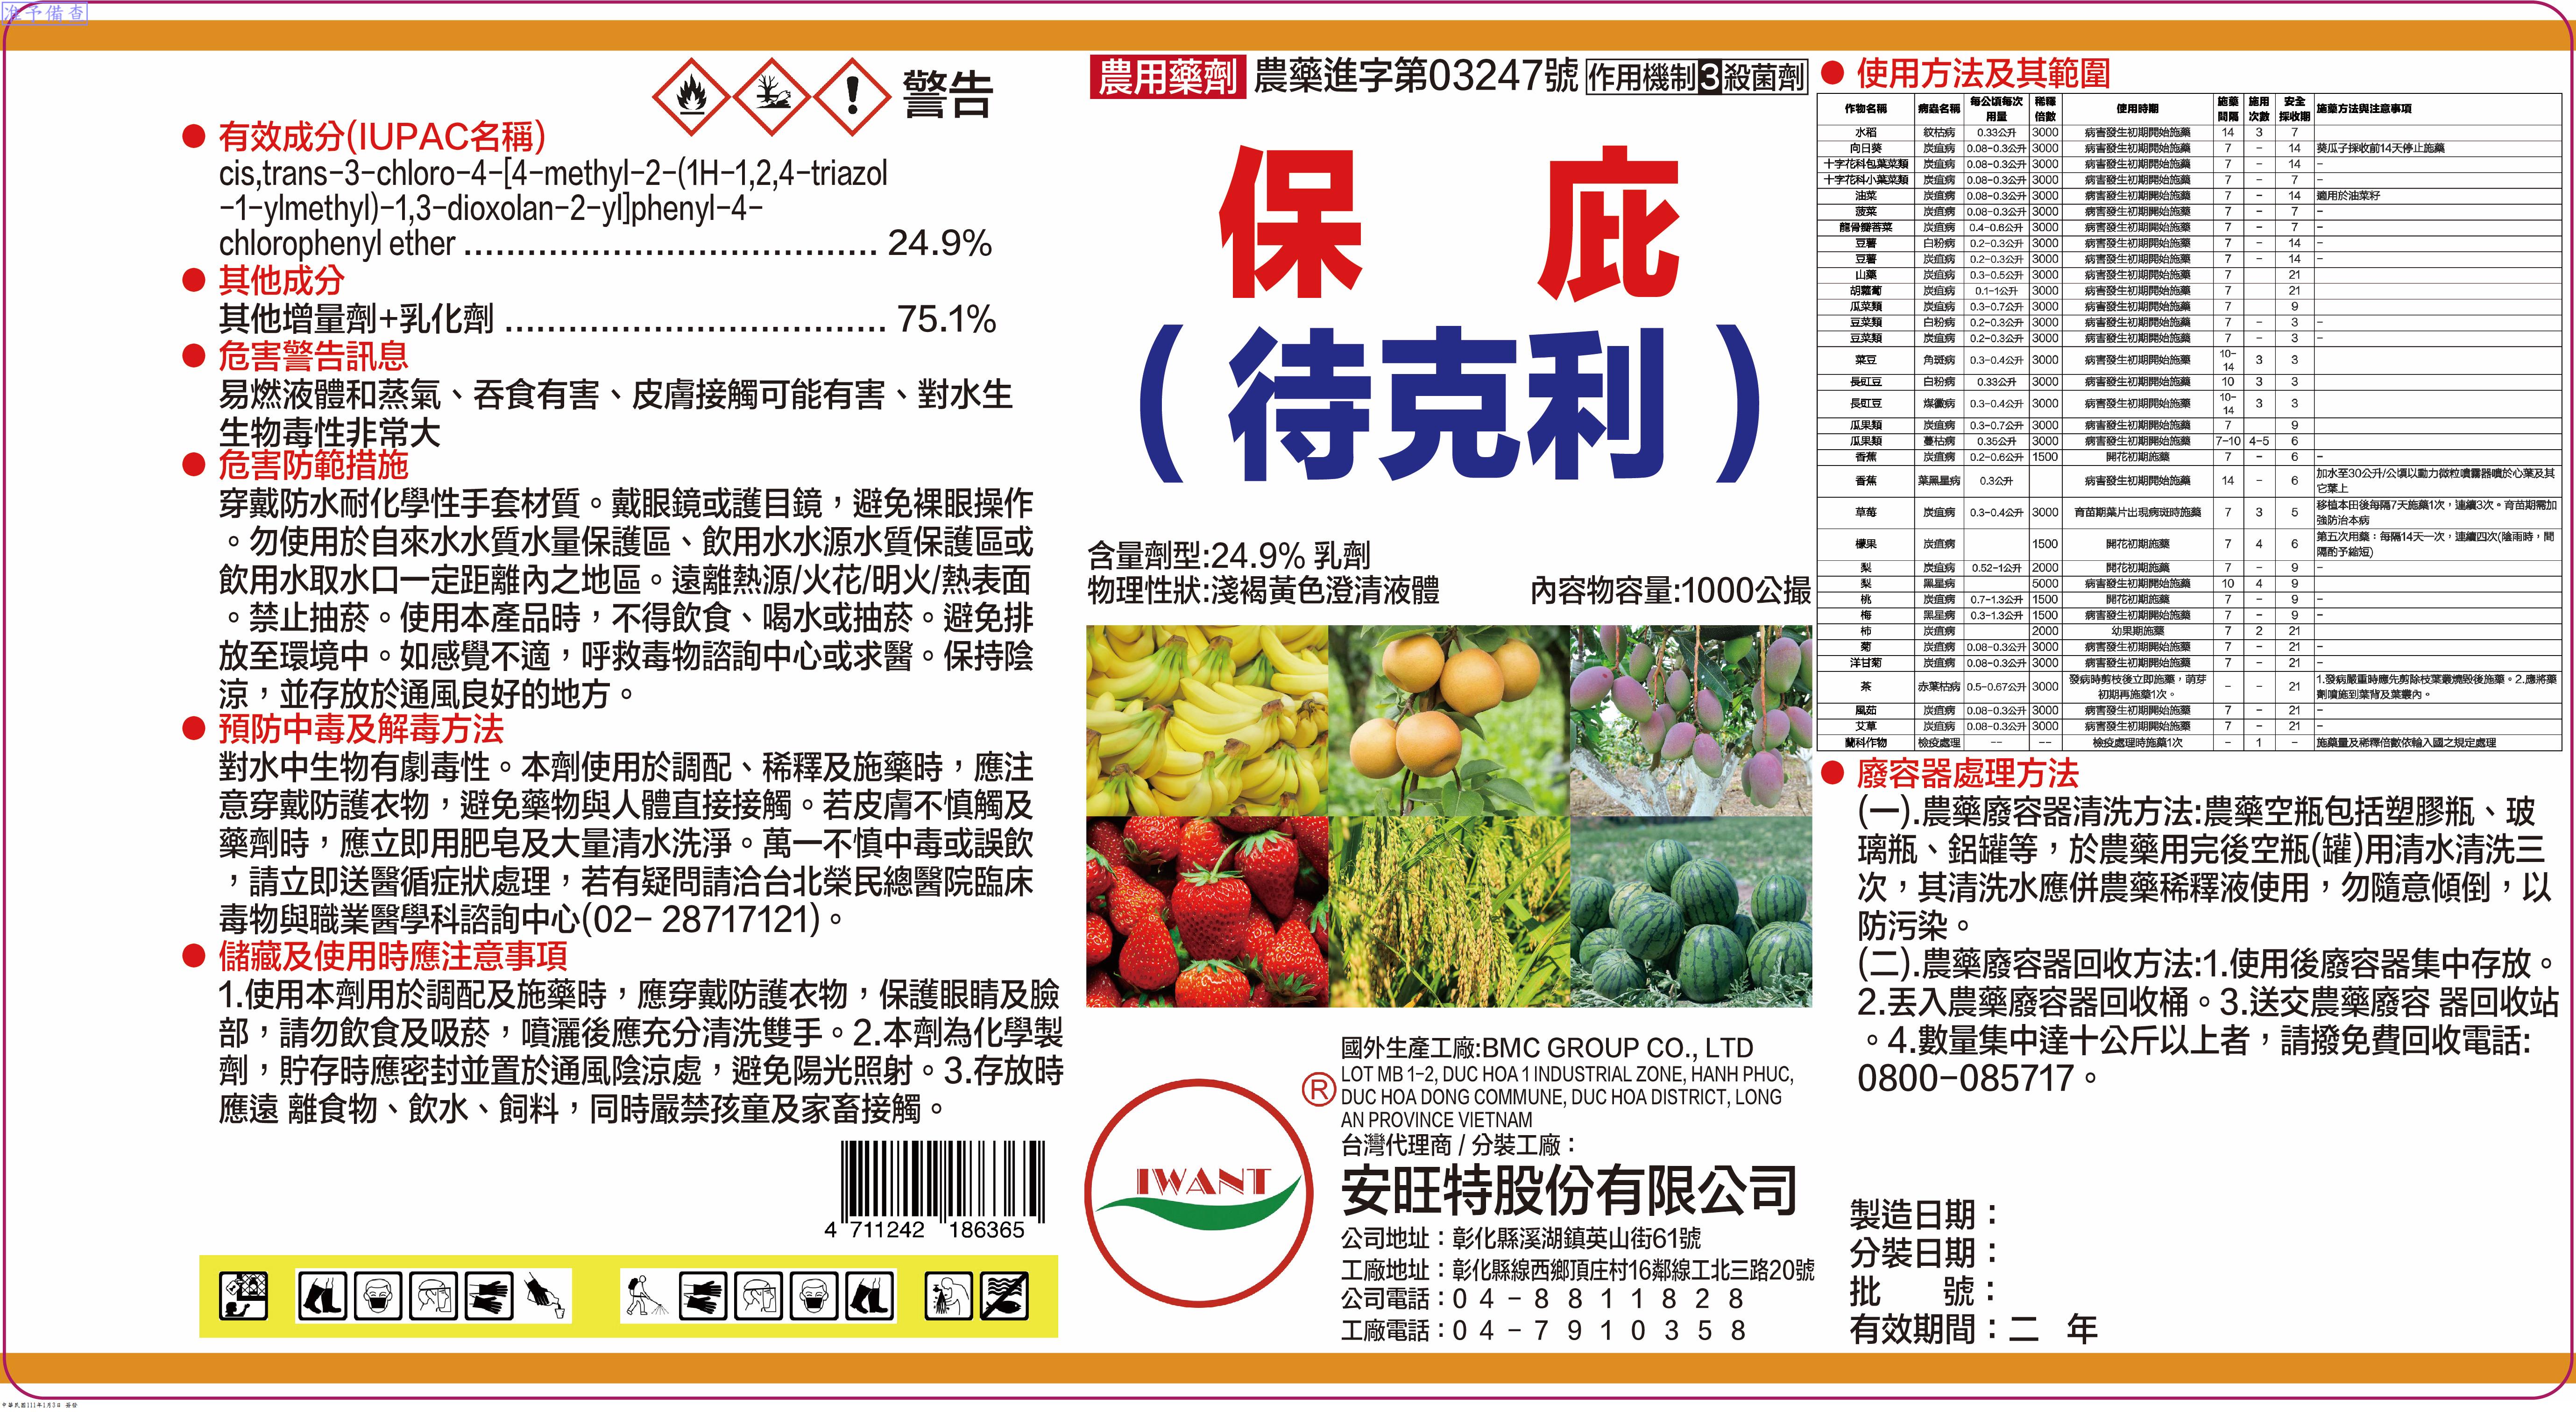 准予備查
警告
● 有效成分(IUPAC名稱)
cis,trans-3-chloro-4-[4-methyl-2-(1H-1,2,4-triazol
-1-ylmethyl)-1,3-dioxolan-2-yl]phenyl-4-
chlorophenyl ether ....................................... 24.9%
● 其他成分
其他增量劑+乳化劑 .................................... 75.1%
● 危害警告訊息
易燃液體和蒸氣、吞食有害、皮膚接觸可能有害、對水生
生物毒性非常大
● 危害防範措施
穿戴防水耐化學性手套材質。戴眼鏡或護目鏡，避免裸眼操作
。勿使用於自來水水質水量保護區、飲用水水源水質保護區或
飲用水取水口一定距離內之地區。遠離熱源/火花/明火/熱表面
。禁止抽菸。使用本產品時，不得飲食、喝水或抽菸。避免排
放至環境中。如感覺不適，呼救毒物諮詢中心或求醫。保持陰
涼，並存放於通風良好的地方。
● 預防中毒及解毒方法
對水中生物有劇毒性。本劑使用於調配、稀釋及施藥時，應注
意穿戴防護衣物，避免藥物與人體直接接觸。若皮膚不慎觸及
藥劑時，應立即用肥皂及大量清水洗淨。萬一不慎中毒或誤飲
，請立即送醫循症狀處理，若有疑問請洽台北榮民總醫院臨床
毒物與職業醫學科諮詢中心(02- 28717121)。
● 儲藏及使用時應注意事項
1.使用本劑用於調配及施藥時，應穿戴防護衣物，保護眼睛及臉
部，請勿飲食及吸菸，噴灑後應充分清洗雙手。2.本劑為化學製
劑，貯存時應密封並置於通風陰涼處，避免陽光照射。3.存放時
應遠 離食物、飲水、飼料，同時嚴禁孩童及家畜接觸。
4 711242 186365
農用藥劑 農藥進字第03247號 作用機制3殺菌劑
保 庇
(待克利)
含量劑型:24.9% 乳劑
物理性狀:淺褐黃色澄清液體 內容物容量:1000公撮
IWANT
®
國外生產工廠:BMC GROUP CO., LTD
LOT MB 1-2, DUC HOA 1 INDUSTRIAL ZONE, HANH PHUC,
DUC HOA DONG COMMUNE, DUC HOA DISTRICT, LONG
AN PROVINCE VIETNAM
台灣代理商 / 分裝工廠：
安旺特股份有限公司
公司地址：彰化縣溪湖鎮英山街61號
工廠地址：彰化縣線西鄉頂庄村16鄰線工北三路20號
公司電話：04-8811828
工廠電話：04-7910358
● 使用方法及其範圍
作物名稱 病蟲名稱 每公頃每次用量 稀釋倍數 使用時期 施藥間隔 施用次數 安全採收期 施藥方法與注意事項
水稻 紋枯病 0.33公升 3000 病害發生初期開始施藥 14 3 7
向日葵 炭疽病 0.08-0.3公升 3000 病害發生初期開始施藥 7 - 14 葵瓜子採收前14天停止施藥
十字花科包葉菜類 炭疽病 0.08-0.3公升 3000 病害發生初期開始施藥 7 - 14 -
十字花科小葉菜類 炭疽病 0.08-0.3公升 3000 病害發生初期開始施藥 7 - 7 -
油菜 炭疽病 0.08-0.3公升 3000 病害發生初期開始施藥 7 - 14 適用於油菜籽
菠菜 炭疽病 0.08-0.3公升 3000 病害發生初期開始施藥 7 - 7 -
龍骨瓣莕菜 炭疽病 0.4-0.6公升 3000 病害發生初期開始施藥 7 - 7 -
豆薯 白粉病 0.2-0.3公升 3000 病害發生初期開始施藥 7 - 14 -
豆薯 炭疽病 0.2-0.3公升 3000 病害發生初期開始施藥 7 - 14 -
山藥 炭疽病 0.3-0.5公升 3000 病害發生初期開始施藥 7 21
胡蘿蔔 炭疽病 0.1-1公升 3000 病害發生初期開始施藥 7 21
瓜菜類 炭疽病 0.3-0.7公升 3000 病害發生初期開始施藥 7 9
豆菜類 白粉病 0.2-0.3公升 3000 病害發生初期開始施藥 7 - 3 -
豆菜類 炭疽病 0.2-0.3公升 3000 病害發生初期開始施藥 7 - 3 -
菜豆 角斑病 0.3-0.4公升 3000 病害發生初期開始施藥 10-14 3 3
長豇豆 白粉病 0.33公升 3000 病害發生初期開始施藥 10 3 3
長豇豆 煤黴病 0.3-0.4公升 3000 病害發生初期開始施藥 10-14 3 3
瓜果類 炭疽病 0.3-0.7公升 3000 病害發生初期開始施藥 7 9
瓜果類 蔓枯病 0.35公升 3000 病害發生初期開始施藥 7-10 4-5 6
香蕉 炭疽病 0.2-0.6公升 1500 開花初期施藥 7 - 6 -
香蕉 葉黑星病 0.3公升 病害發生初期開始施藥 14 - 6 加水至30公升/公頃以動力微粒噴霧器噴於心葉及其它葉上
草莓 炭疽病 0.3-0.4公升 3000 育苗期葉片出現病斑時施藥 7 3 5 移植本田後每隔7天施藥1次，連續3次。育苗期需加強防治本病
檬果 炭疽病 1500 開花初期施藥 7 4 6 第五次用藥：每隔14天一次，連續四次(陰雨時，間隔酌予縮短)
梨 炭疽病 0.52-1公升 2000 開花初期施藥 7 - 9 -
梨 黑星病 5000 病害發生初期開始施藥 10 4 9
桃 炭疽病 0.7-1.3公升 1500 開花初期施藥 7 - 9 -
梅 黑星病 0.3-1.3公升 1500 病害發生初期開始施藥 7 - 9 -
柿 炭疽病 2000 幼果期施藥 7 2 21
菊 炭疽病 0.08-0.3公升 3000 病害發生初期開始施藥 7 - 21 -
洋甘菊 炭疽病 0.08-0.3公升 3000 病害發生初期開始施藥 7 - 21 -
茶 赤葉枯病 0.5-0.67公升 3000 發病時剪枝後立即施藥，萌芽初期再施藥1次。 - - 21 1.發病嚴重時應先剪除枝葉叢燒毀後施藥。2.應將藥劑噴施到葉背及葉叢內。
風茹 炭疽病 0.08-0.3公升 3000 病害發生初期開始施藥 7 - 21 -
艾草 炭疽病 0.08-0.3公升 3000 病害發生初期開始施藥 7 - 21 -
蘭科作物 檢疫處理 -- -- 檢疫處理時施藥1次 - 1 - 施藥量及稀釋倍數依輸入國之規定處理
● 廢容器處理方法
(一).農藥廢容器清洗方法:農藥空瓶包括塑膠瓶、玻
璃瓶、鋁罐等，於農藥用完後空瓶(罐)用清水清洗三
次，其清洗水應併農藥稀釋液使用，勿隨意傾倒，以
防污染。
(二).農藥廢容器回收方法:1.使用後廢容器集中存放。
2.丟入農藥廢容器回收桶。3.送交農藥廢容 器回收站
。4.數量集中達十公斤以上者，請撥免費回收電話:
0800-085717。
製造日期：
分裝日期：
批 號：
有效期間：二 年
中華民國111年1月3日 簽發